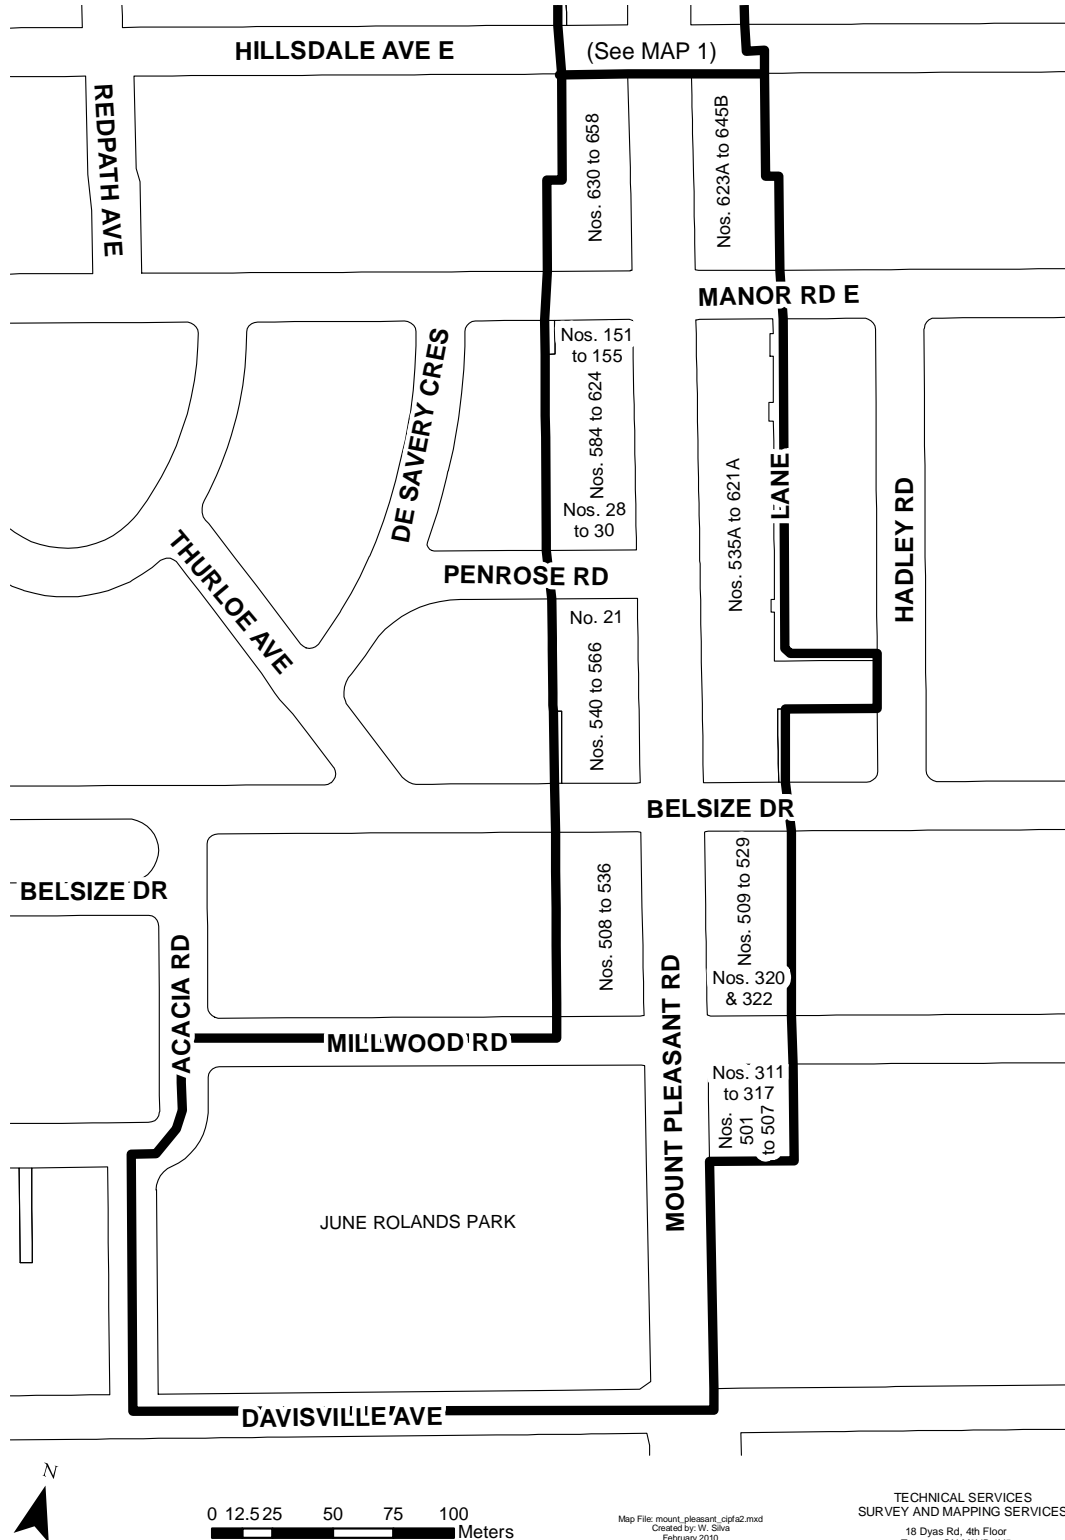 HILLSDALE AVE E
(See MAP 1)
REDPATH AVE
Nos. 630 to 658
Nos. 623A to 645B
MANOR RD E
Nos. 151
to 155
DE SAVERY CRES
Nos. 584 to 624
Nos. 28
to 30
Nos. 535A to 621A
LANE
HADLEY RD
THURLOE AVE
PENROSE RD
No. 21
Nos. 540 to 566
BELSIZE DR
BELSIZE DR
Nos. 508 to 536
Nos. 509 to 529
Nos. 320
& 322
ACACIA RD
MILLWOOD RD
MOUNT PLEASANT RD
Nos. 311
to 317
Nos.
501
to 507
JUNE ROLANDS PARK
DAVISVILLE AVE
N
0 12.5 25 50 75 100
Meters
Map File: mount_pleasant_cipfa2.mxd
Created by: W. Silva
February 2010
TECHNICAL SERVICES
SURVEY AND MAPPING SERVICES
18 Dyas Rd, 4th Floor